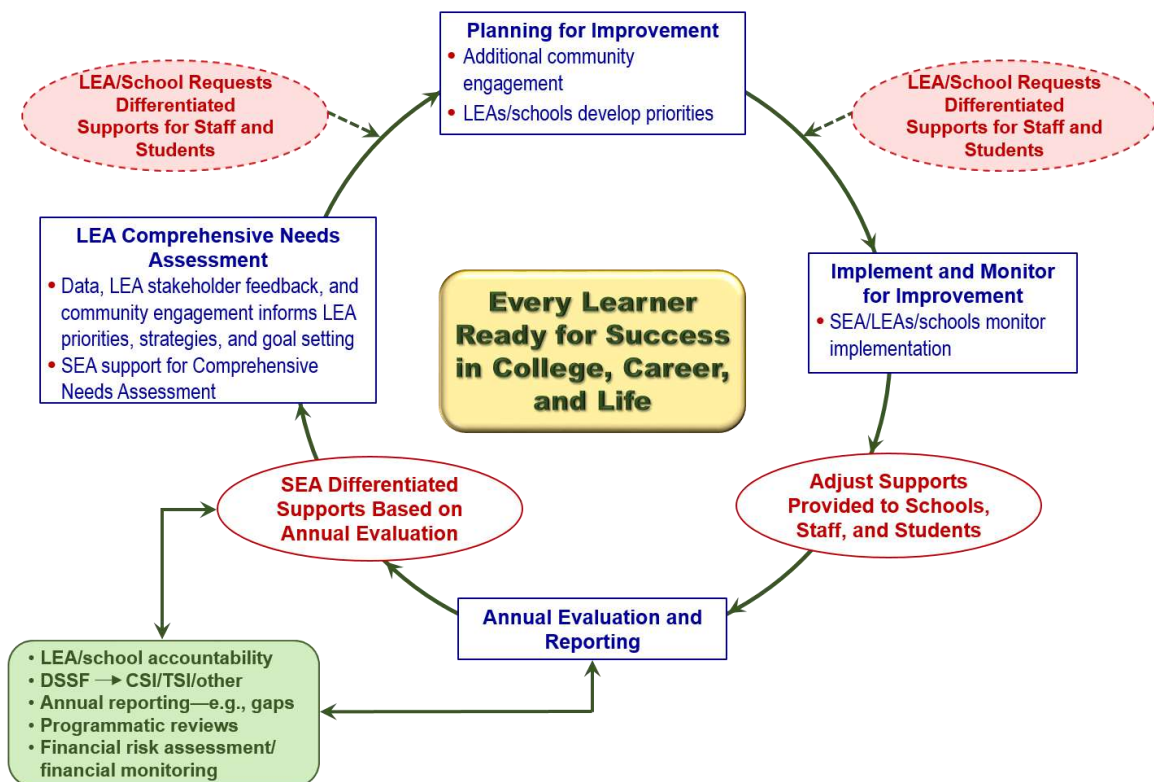 Planning for Improvement
• Additional community
engagement
• LEAs/schools develop priorities
LEA/School Requests
Differentiated
Supports for Staff and
Students
LEA/School Requests
Differentiated
Supports for Staff and
Students
LEA Comprehensive Needs
Assessment
• Data, LEA stakeholder feedback, and
community engagement informs LEA
priorities, strategies, and goal setting
• SEA support for Comprehensive
Needs Assessment
Every Learner
Ready for Success
in College, Career,
and Life
Implement and Monitor
for Improvement
• SEA/LEAs/schools monitor
implementation
SEA Differentiated
Supports Based on
Annual Evaluation
Adjust Supports
Provided to Schools,
Staff, and Students
Annual Evaluation and
Reporting
• LEA/school accountability
• DSSF → CSI/TSI/other
• Annual reporting—e.g., gaps
• Programmatic reviews
• Financial risk assessment/
financial monitoring